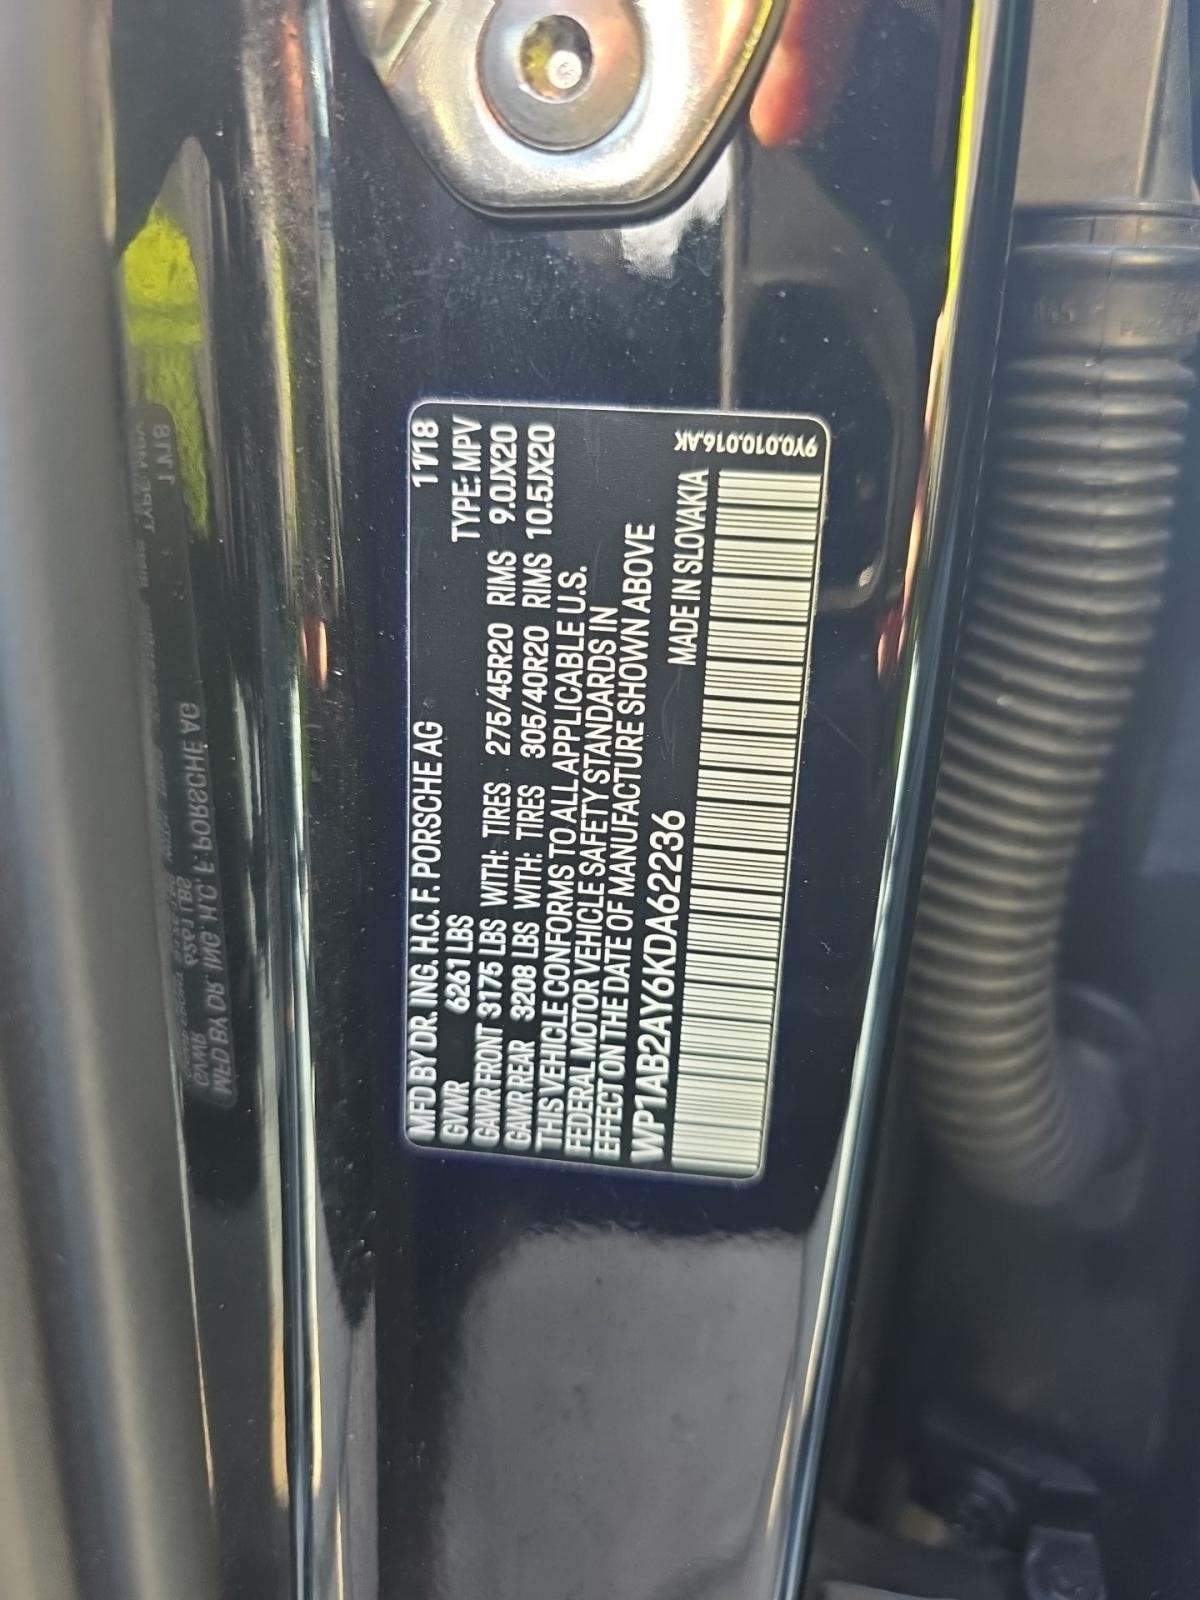 MFD BY DR. ING. H.C. F. PORSCHE AG 11/18
GVWR 6261 LBS TYPE: MPV
GAWR FRONT 3175 LBS WITH: TIRES 275/45R20 RIMS 9.0JX20
GAWR REAR 3208 LBS WITH: TIRES 305/40R20 RIMS 10.5JX20
THIS VEHICLE CONFORMS TO ALL APPLICABLE U.S.
FEDERAL MOTOR VEHICLE SAFETY STANDARDS IN
EFFECT ON THE DATE OF MANUFACTURE SHOWN ABOVE
WP1AB2AY6KDA62236 MADE IN SLOVAKIA
9Y0.010.016.AK